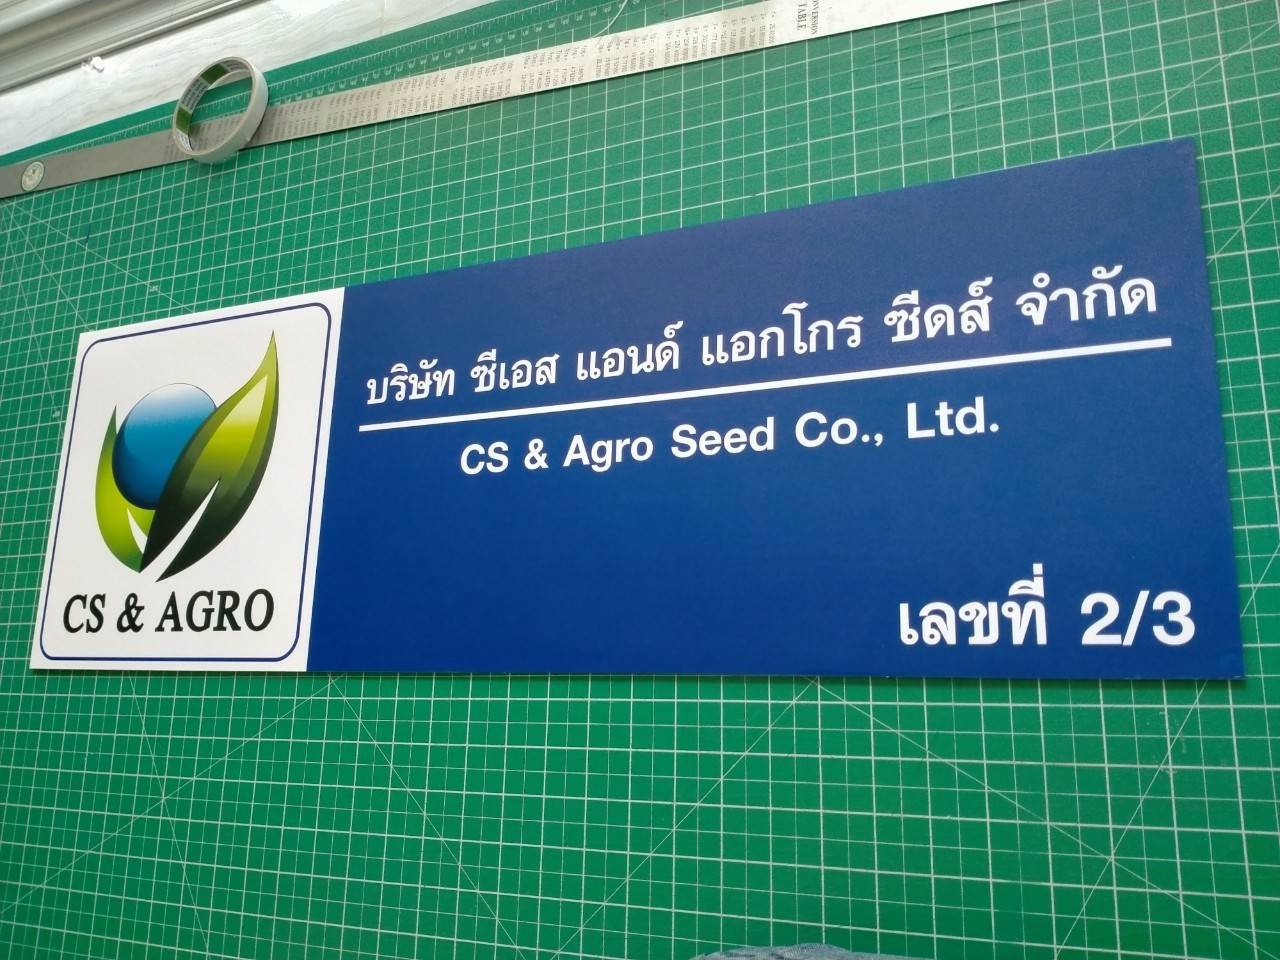 CONVERSION
TABLE
บริษัท ซีเอส แอนด์ แอกโกร ซีดส์ จำกัด
CS & Agro Seed Co., Ltd.
เลขที่ 2/3
CS & AGRO